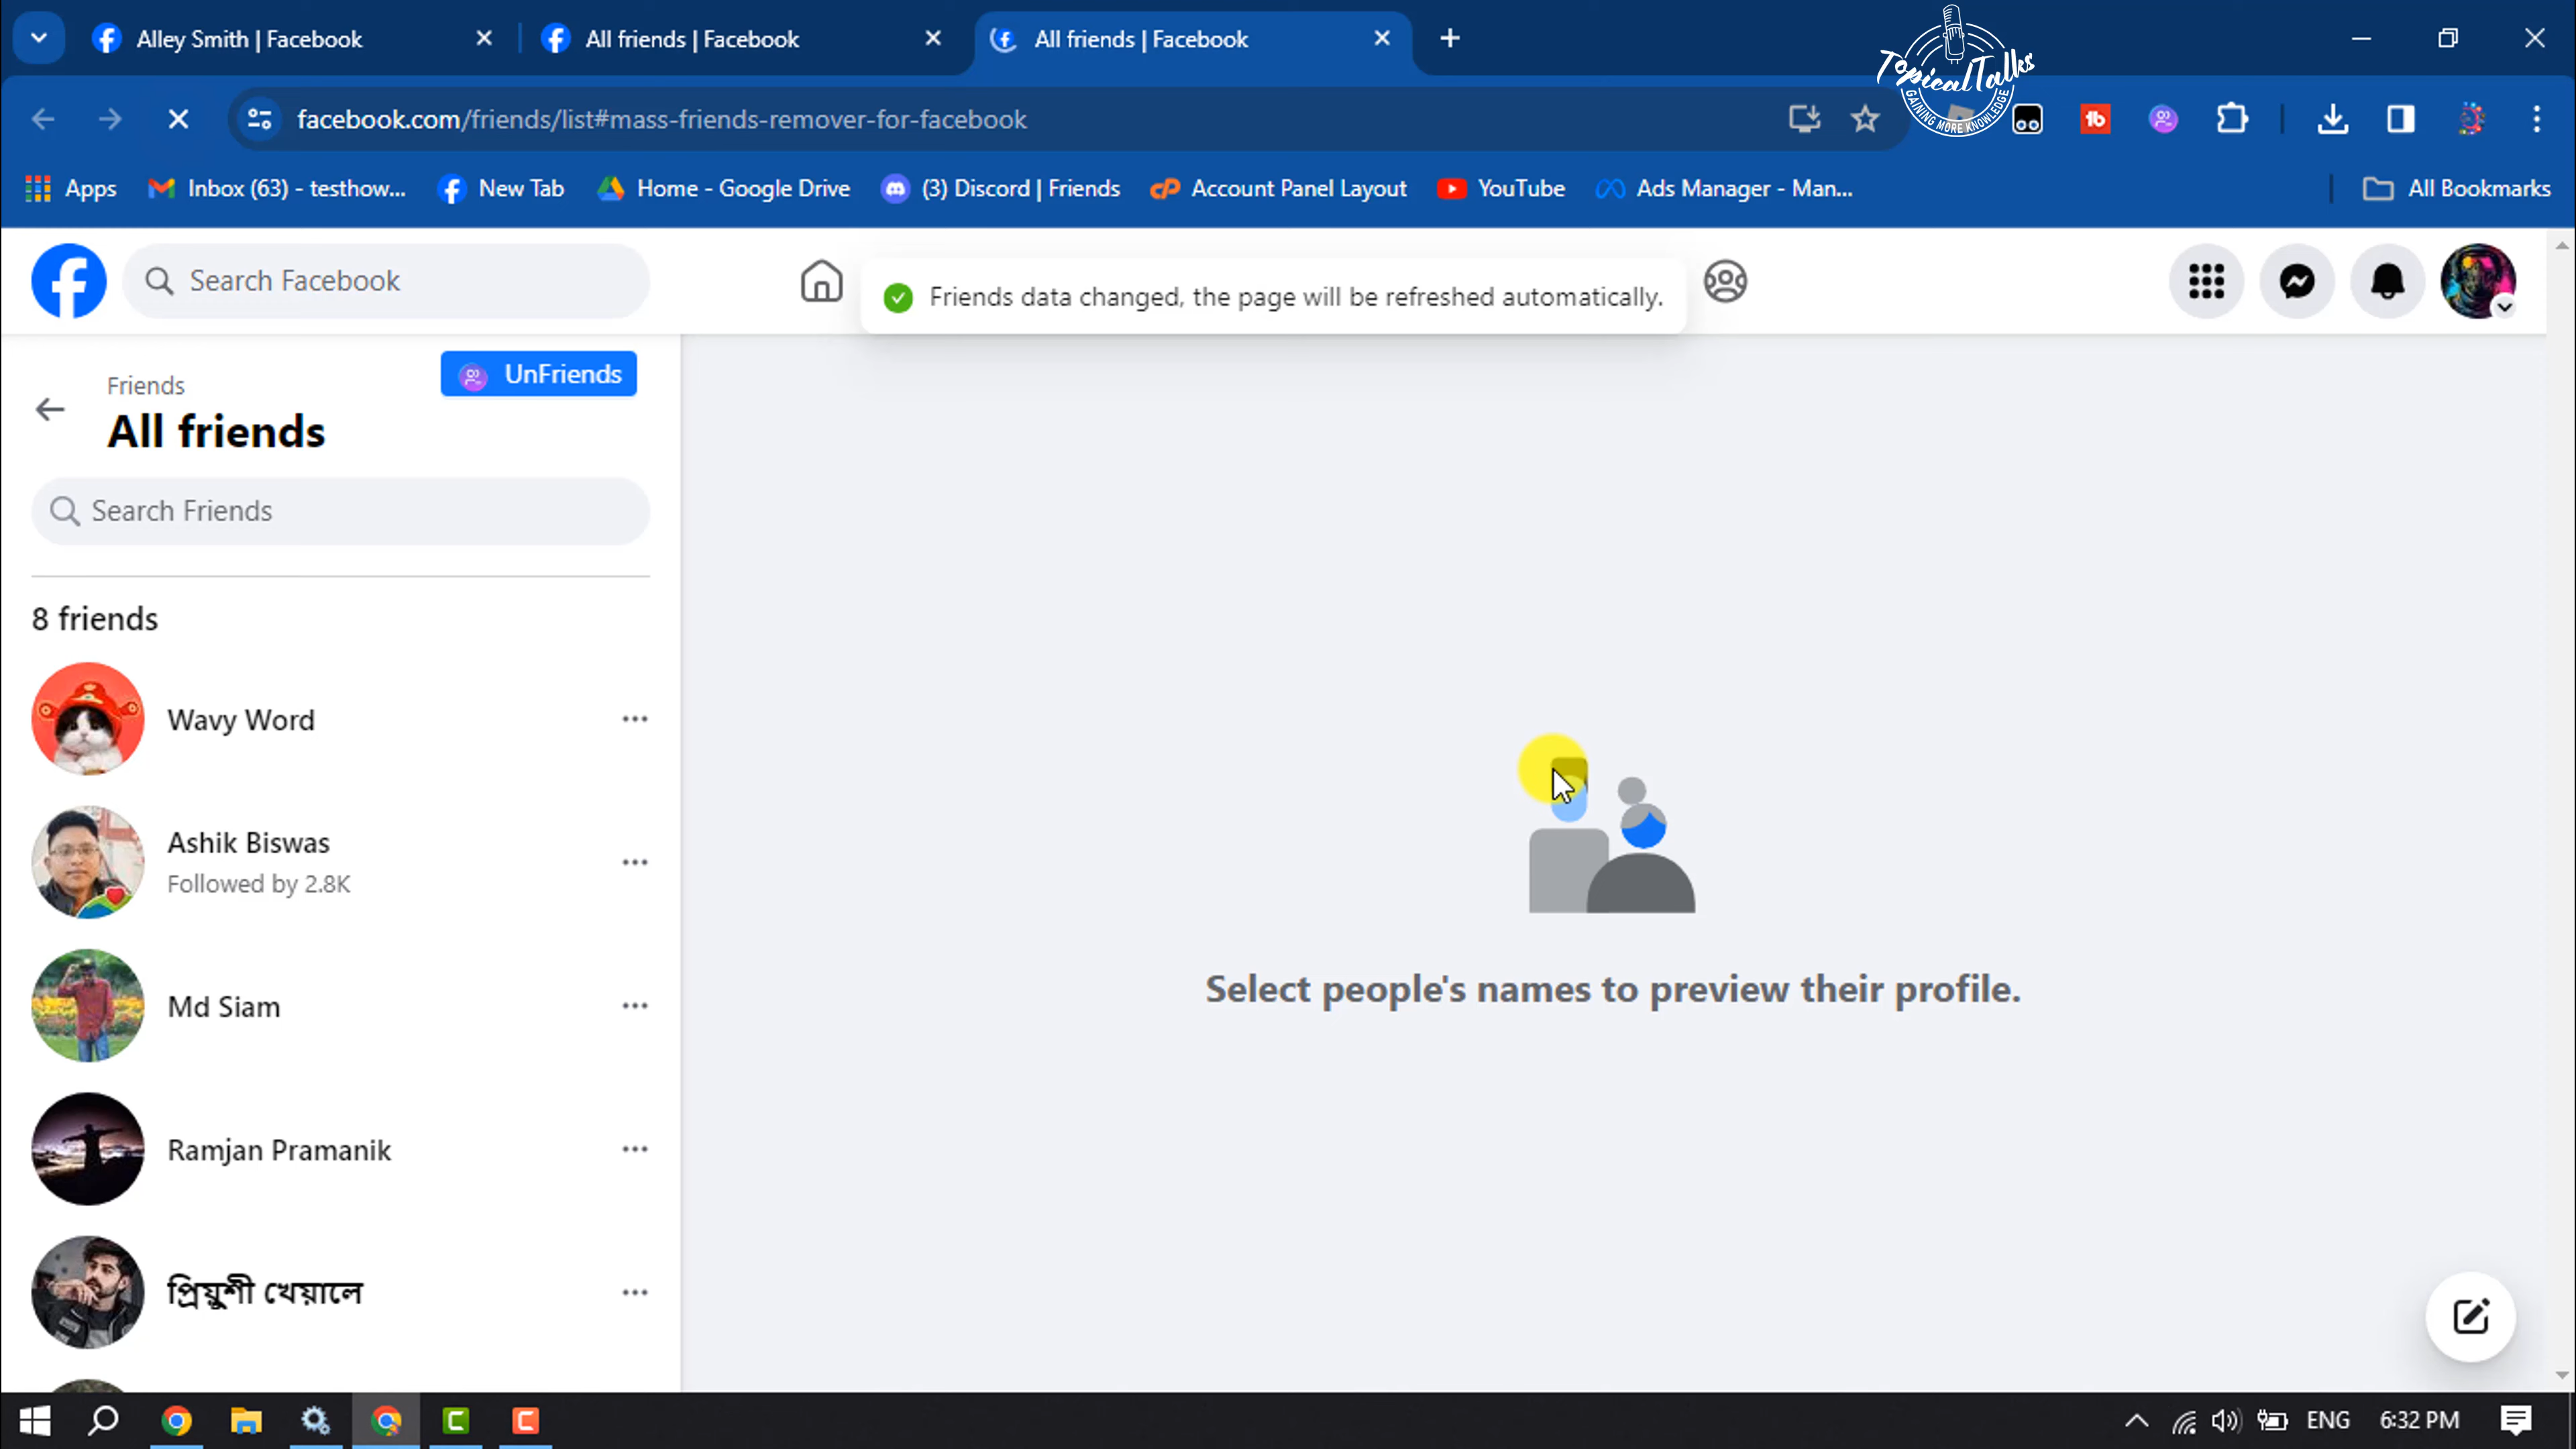 Alley Smith | Facebook
All friends | Facebook
All friends | Facebook
TopicalTalks
GAINING MORE KNOWLEDGE
facebook.com/friends/list#mass-friends-remover-for-facebook
Apps
Inbox (63) - testhow...
New Tab
Home - Google Drive
(3) Discord | Friends
Account Panel Layout
YouTube
Ads Manager - Man...
All Bookmarks
Search Facebook
Friends data changed, the page will be refreshed automatically.
Friends
UnFriends
All friends
Search Friends
8 friends
Wavy Word
Ashik Biswas
Followed by 2.8K
Md Siam
Ramjan Pramanik
প্রিয়ুশী খেয়ালে
Select people's names to preview their profile.
ENG
6:32 PM